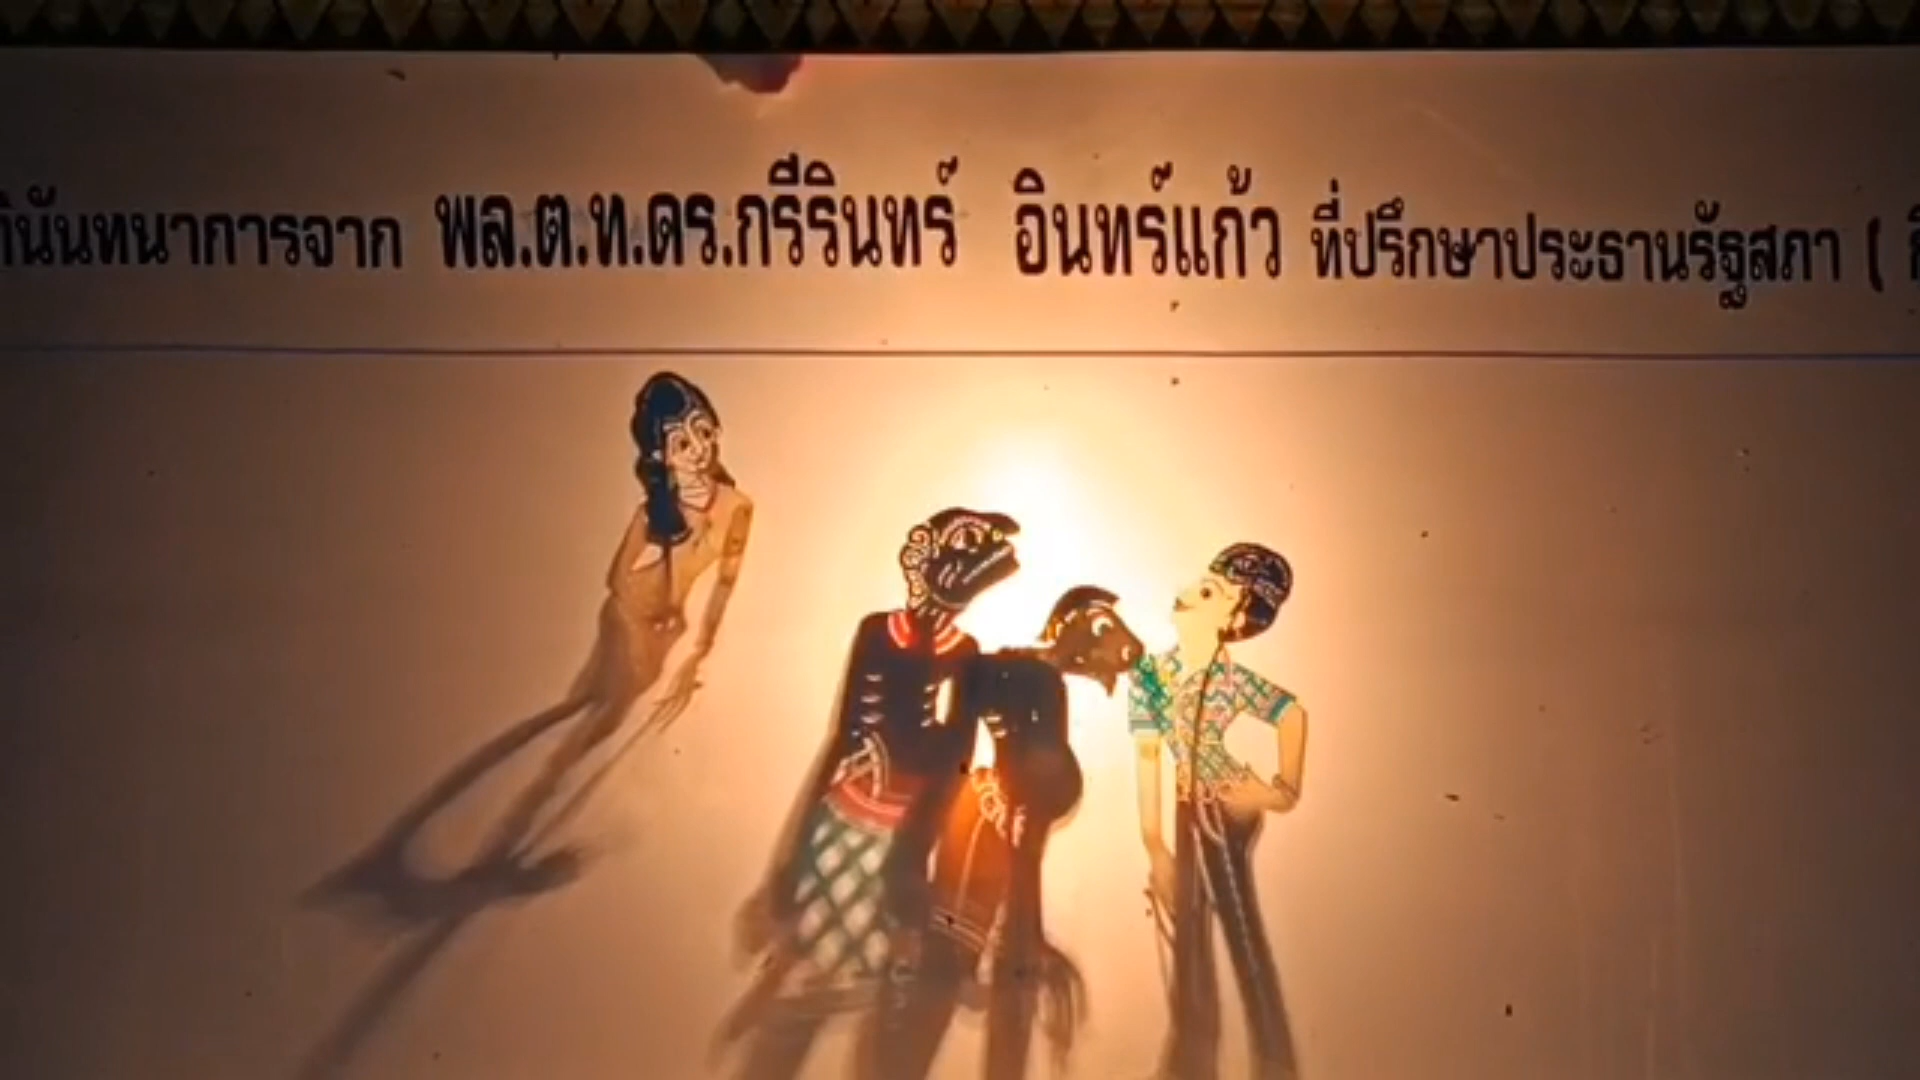 นันทนาการจาก พล.ต.ท.ดร.กรีรินทร์ อินทร์แก้ว ที่ปรึกษาประธานรัฐสภา (